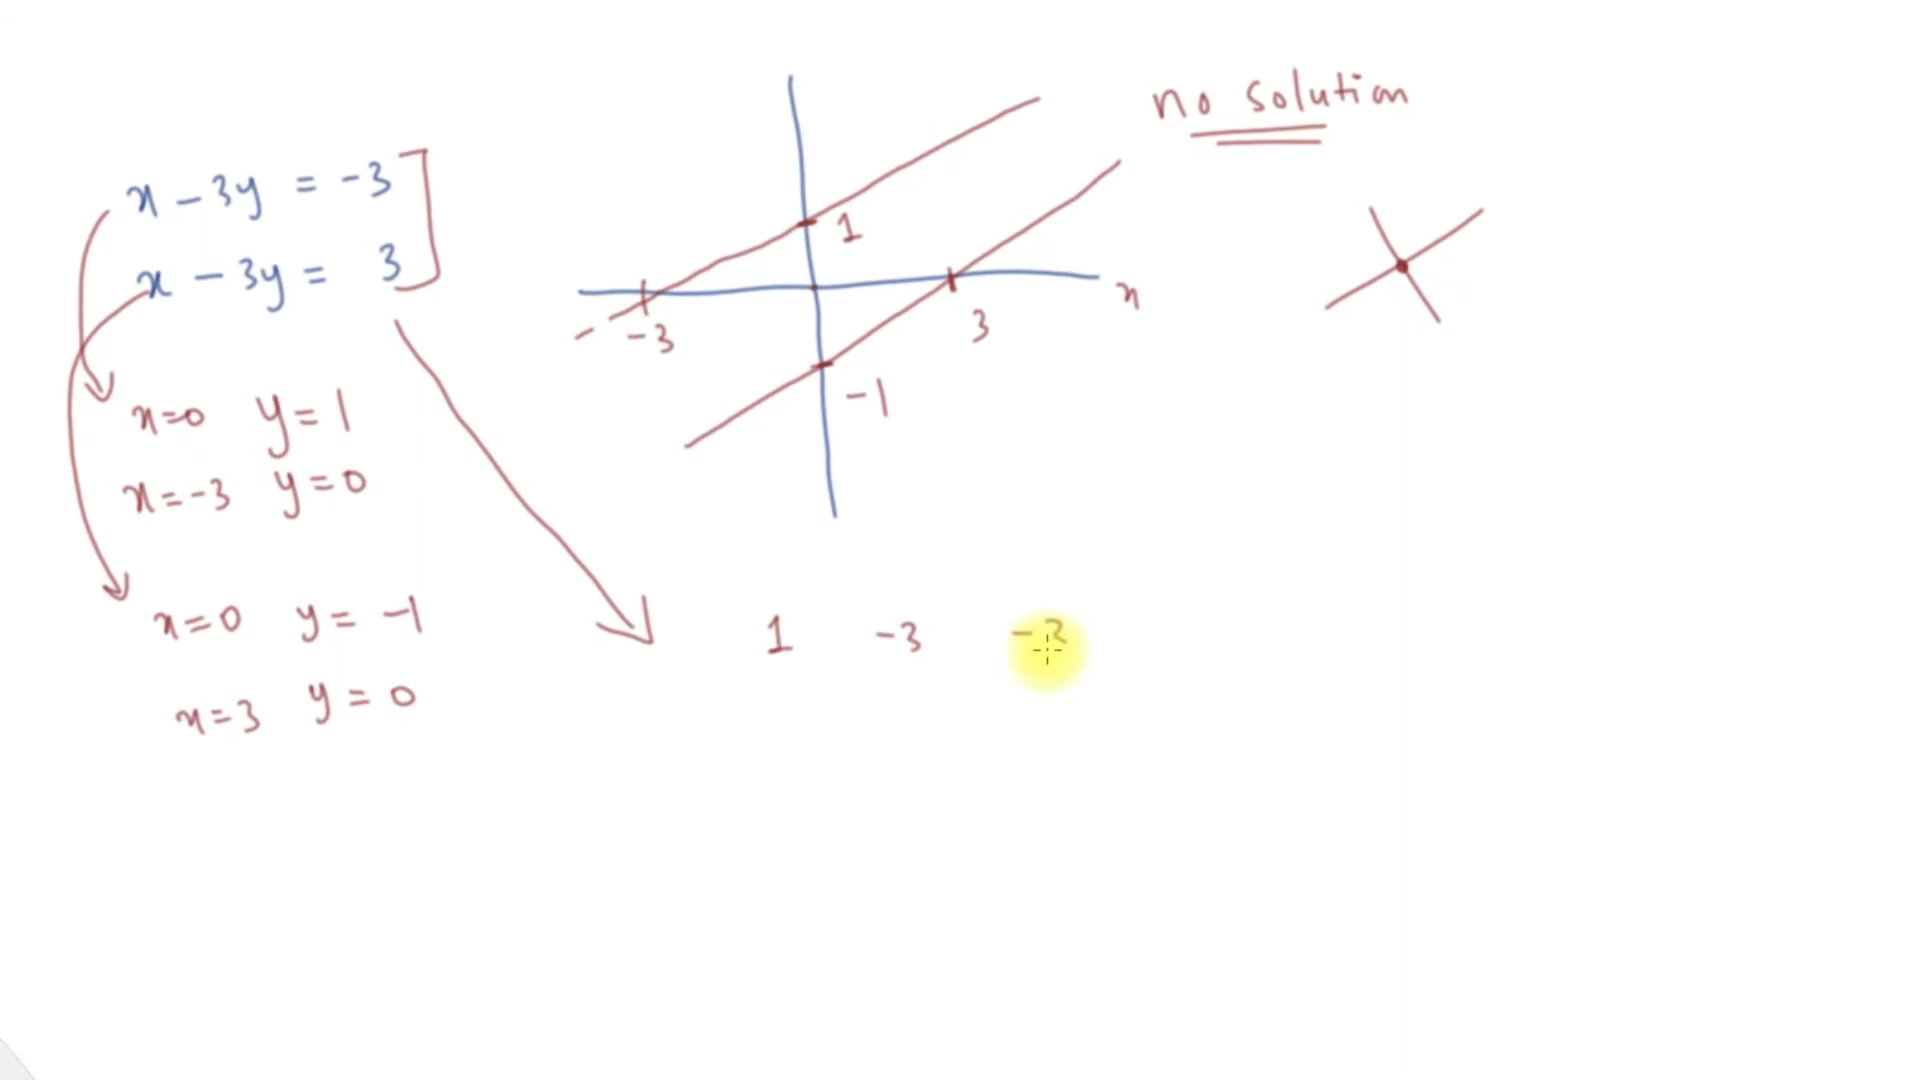 x - 3y = -3
x - 3y = 3
x=0 y=1
x=-3 y=0
x=0 y=-1
x=3 y=0
1
-3
3
x
-1
no solution
1 -3 -3